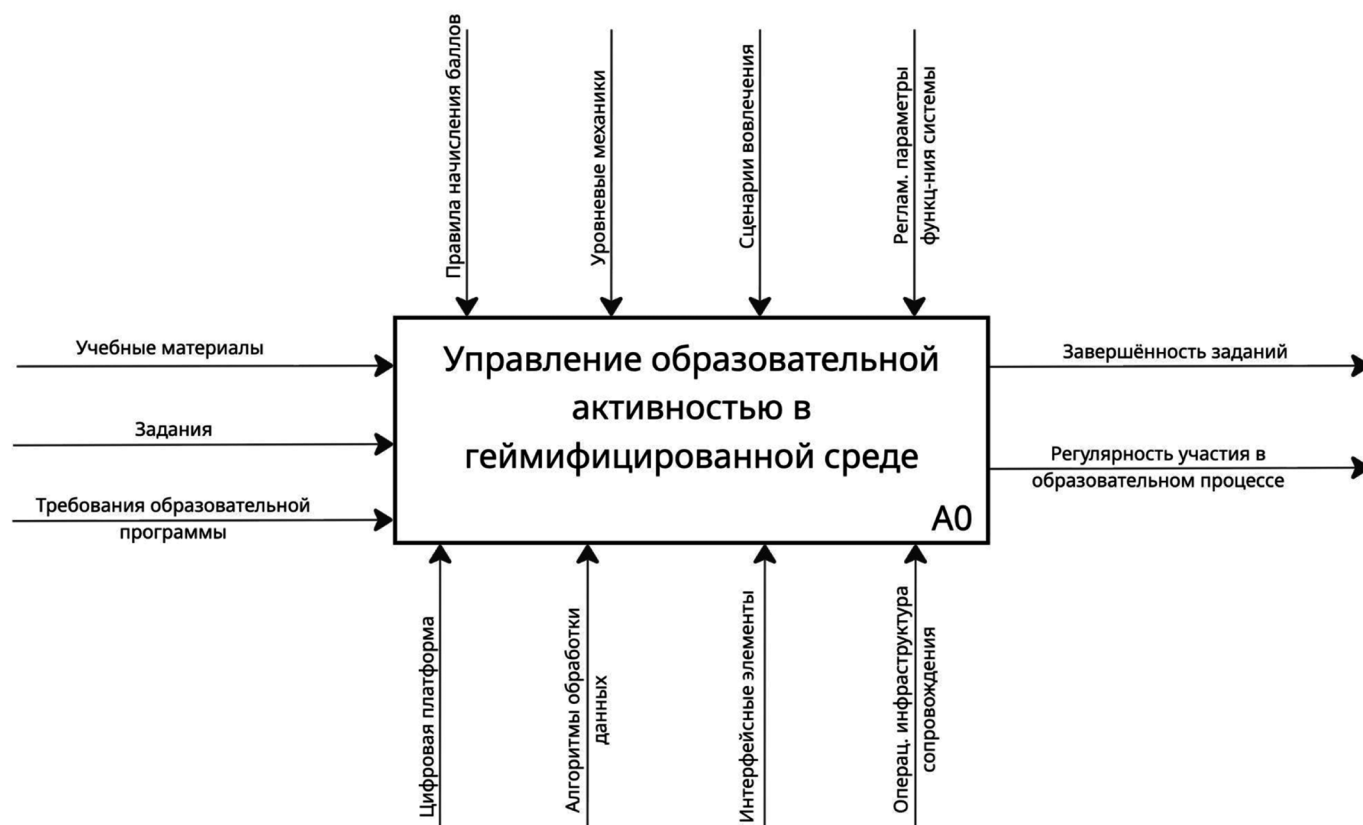 Правила начисления баллов
Уровневые механики
Сценарии вовлечения
Реглам. параметры
функц-ния системы
Учебные материалы
Задания
Требования образовательной
программы
Управление образовательной
активностью в
геймифицированной среде
A0
Завершённость заданий
Регулярность участия в
образовательном процессе
Цифровая платформа
Алгоритмы обработки
данных
Интерфейсные элементы
Операц. инфраструктура
сопровождения